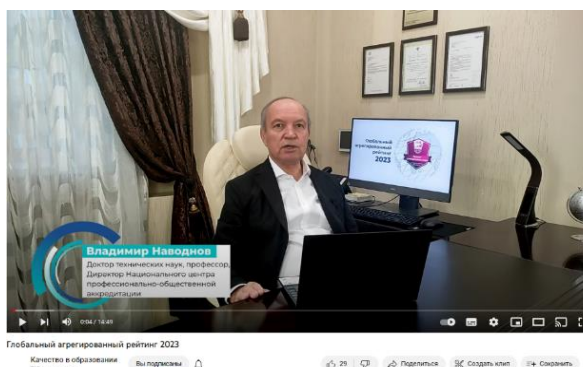 Глобальный
агрегированный
рейтинг
2023
Владимир Наводнов
Доктор технических наук, профессор,
Директор Национального центра
профессионально-общественной
аккредитации
0:04 / 14:49
Глобальный агрегированный рейтинг 2023
Качество в образовании
Вы подписаны
29
Поделиться
Создать клип
Сохранить